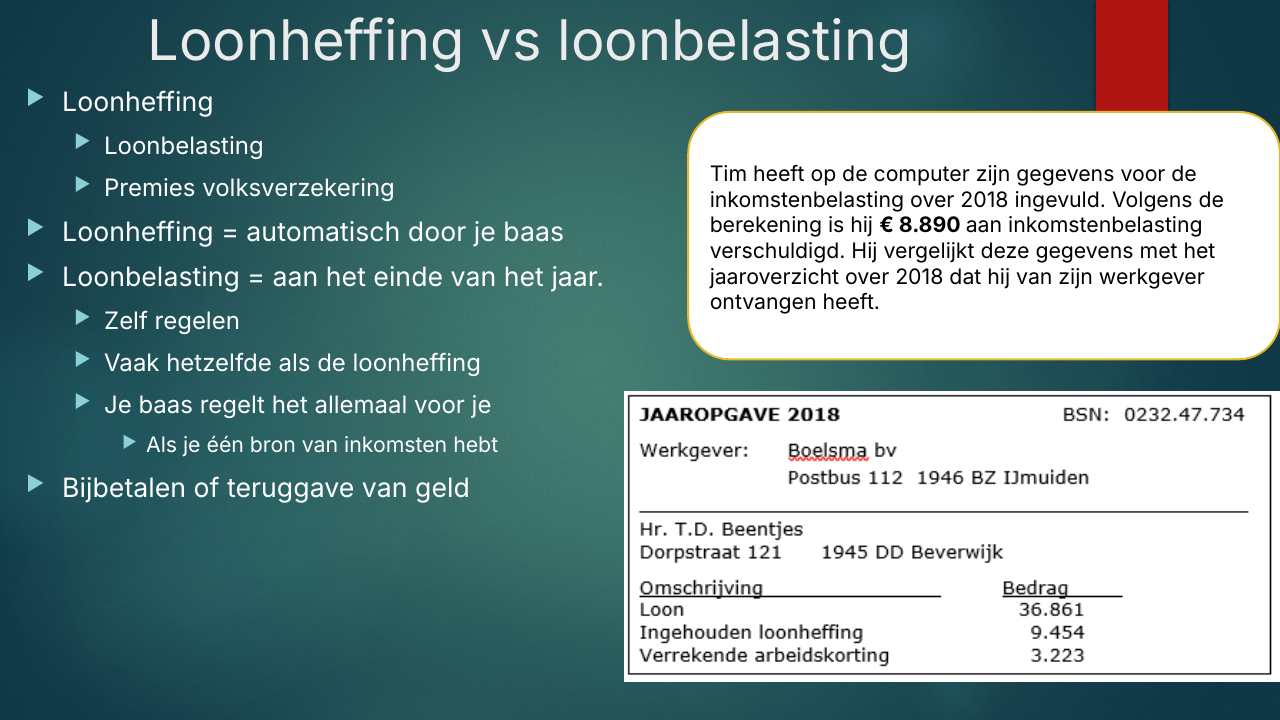 Loonheffing vs loonbelasting
Loonheffing
Loonbelasting
Premies volksverzekering
Loonheffing = automatisch door je baas
Loonbelasting = aan het einde van het jaar.
Zelf regelen
Vaak hetzelfde als de loonheffing
Je baas regelt het allemaal voor je
Als je één bron van inkomsten hebt
Bijbetalen of teruggave van geld
Tim heeft op de computer zijn gegevens voor de
inkomstenbelasting over 2018 ingevuld. Volgens de
berekening is hij € 8.890 aan inkomstenbelasting
verschuldigd. Hij vergelijkt deze gegevens met het
jaaroverzicht over 2018 dat hij van zijn werkgever
ontvangen heeft.
JAAROPGAVE 2018 BSN: 0232.47.734
Werkgever: Boelsma bv
Postbus 112 1946 BZ IJmuiden
Hr. T.D. Beentjes
Dorpstraat 121 1945 DD Beverwijk
Omschrijving Bedrag
Loon 36.861
Ingehouden loonheffing 9.454
Verrekende arbeidskorting 3.223